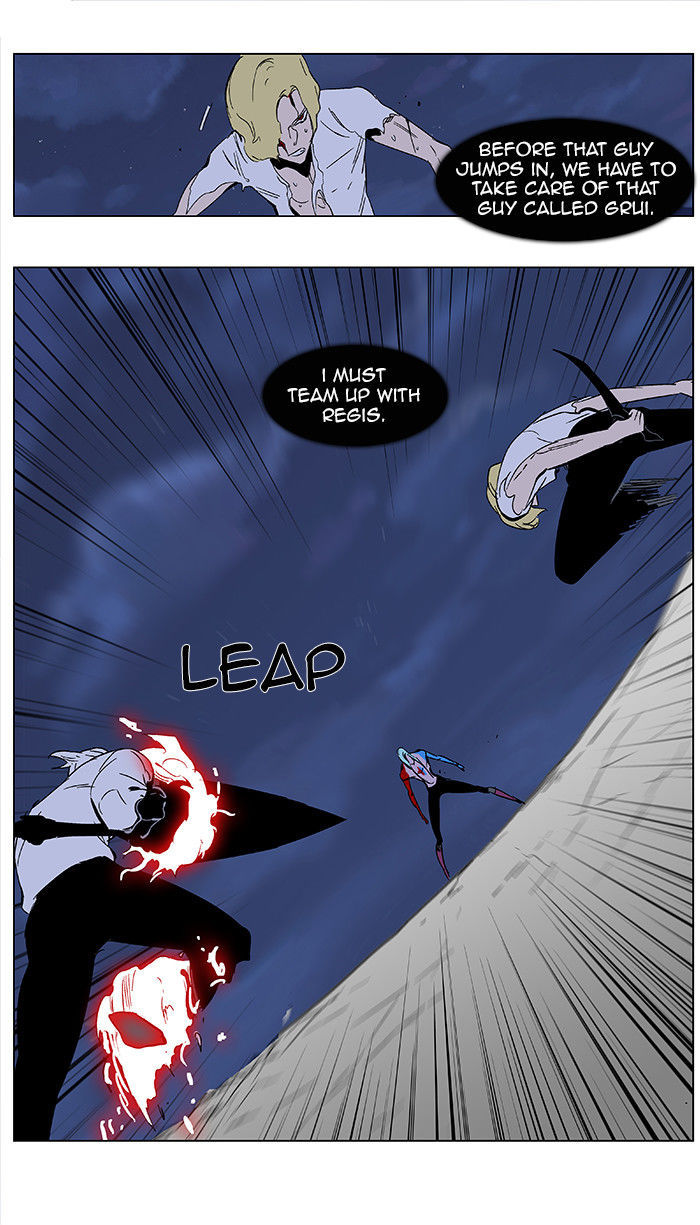 BEFORE THAT GUY
JUMPS IN, WE HAVE TO
TAKE CARE OF THAT
GUY CALLED GRUI.
I MUST
TEAM UP WITH
REGIS.
LEAP